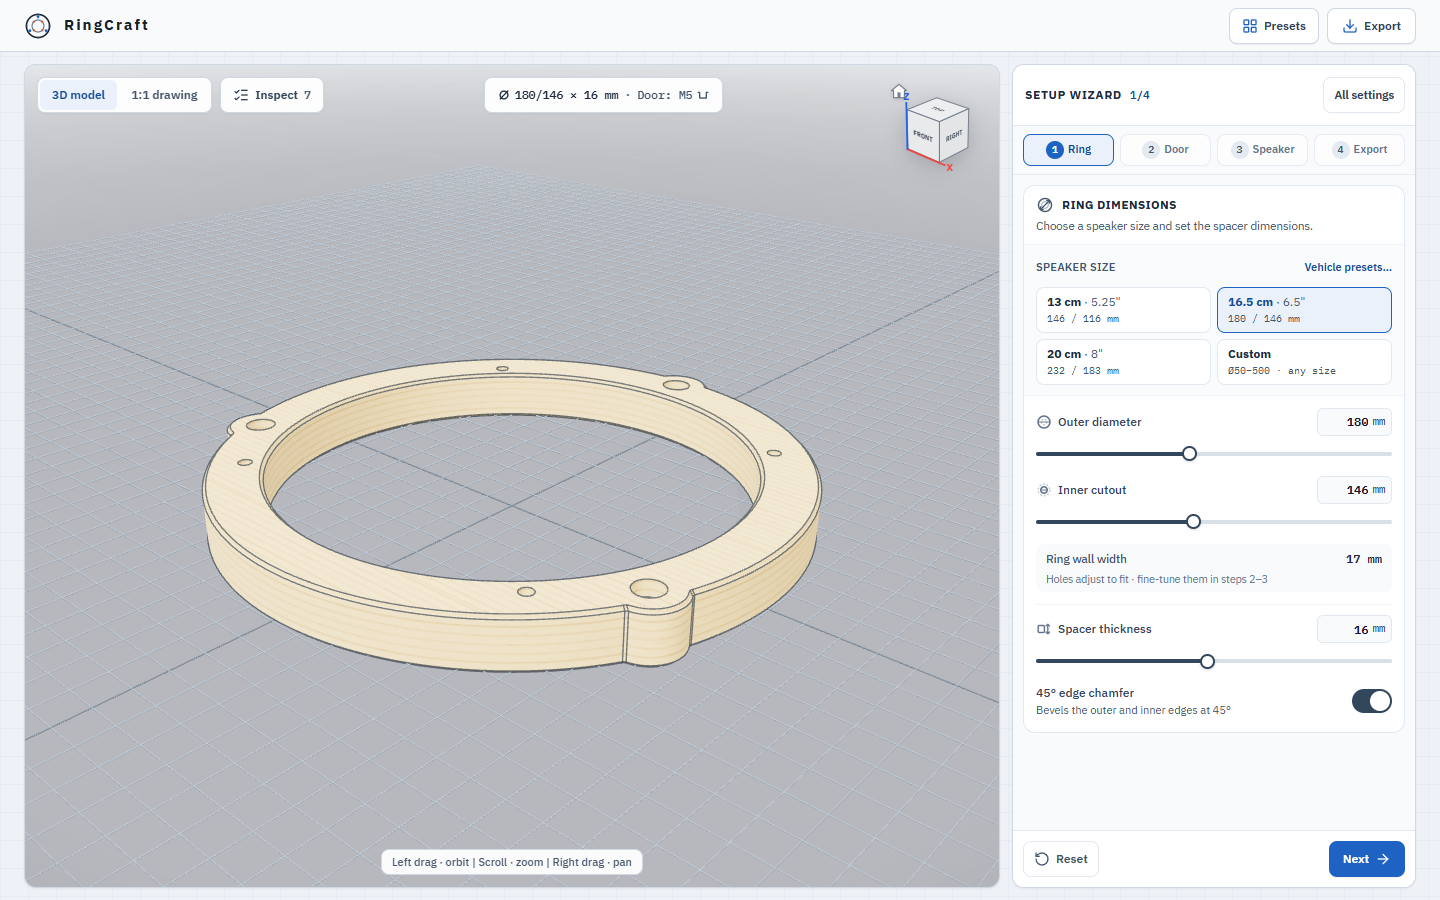 RingCraft
Presets
Export
3D model
1:1 drawing
Inspect 7
Ø 180/146 × 16 mm · Door: M5
Z
FRONT
RIGHT
X
SETUP WIZARD 1/4
All settings
1 Ring
2 Door
3 Speaker
4 Export
RING DIMENSIONS
Choose a speaker size and set the spacer dimensions.
SPEAKER SIZE
Vehicle presets...
13 cm · 5.25"
146 / 116 mm
16.5 cm · 6.5"
180 / 146 mm
20 cm · 8"
232 / 183 mm
Custom
Ø50–500 · any size
Outer diameter
180 mm
Inner cutout
146 mm
Ring wall width
17 mm
Holes adjust to fit · fine-tune them in steps 2–3
Spacer thickness
16 mm
45° edge chamfer
Bevels the outer and inner edges at 45°
Left drag · orbit | Scroll · zoom | Right drag · pan
Reset
Next